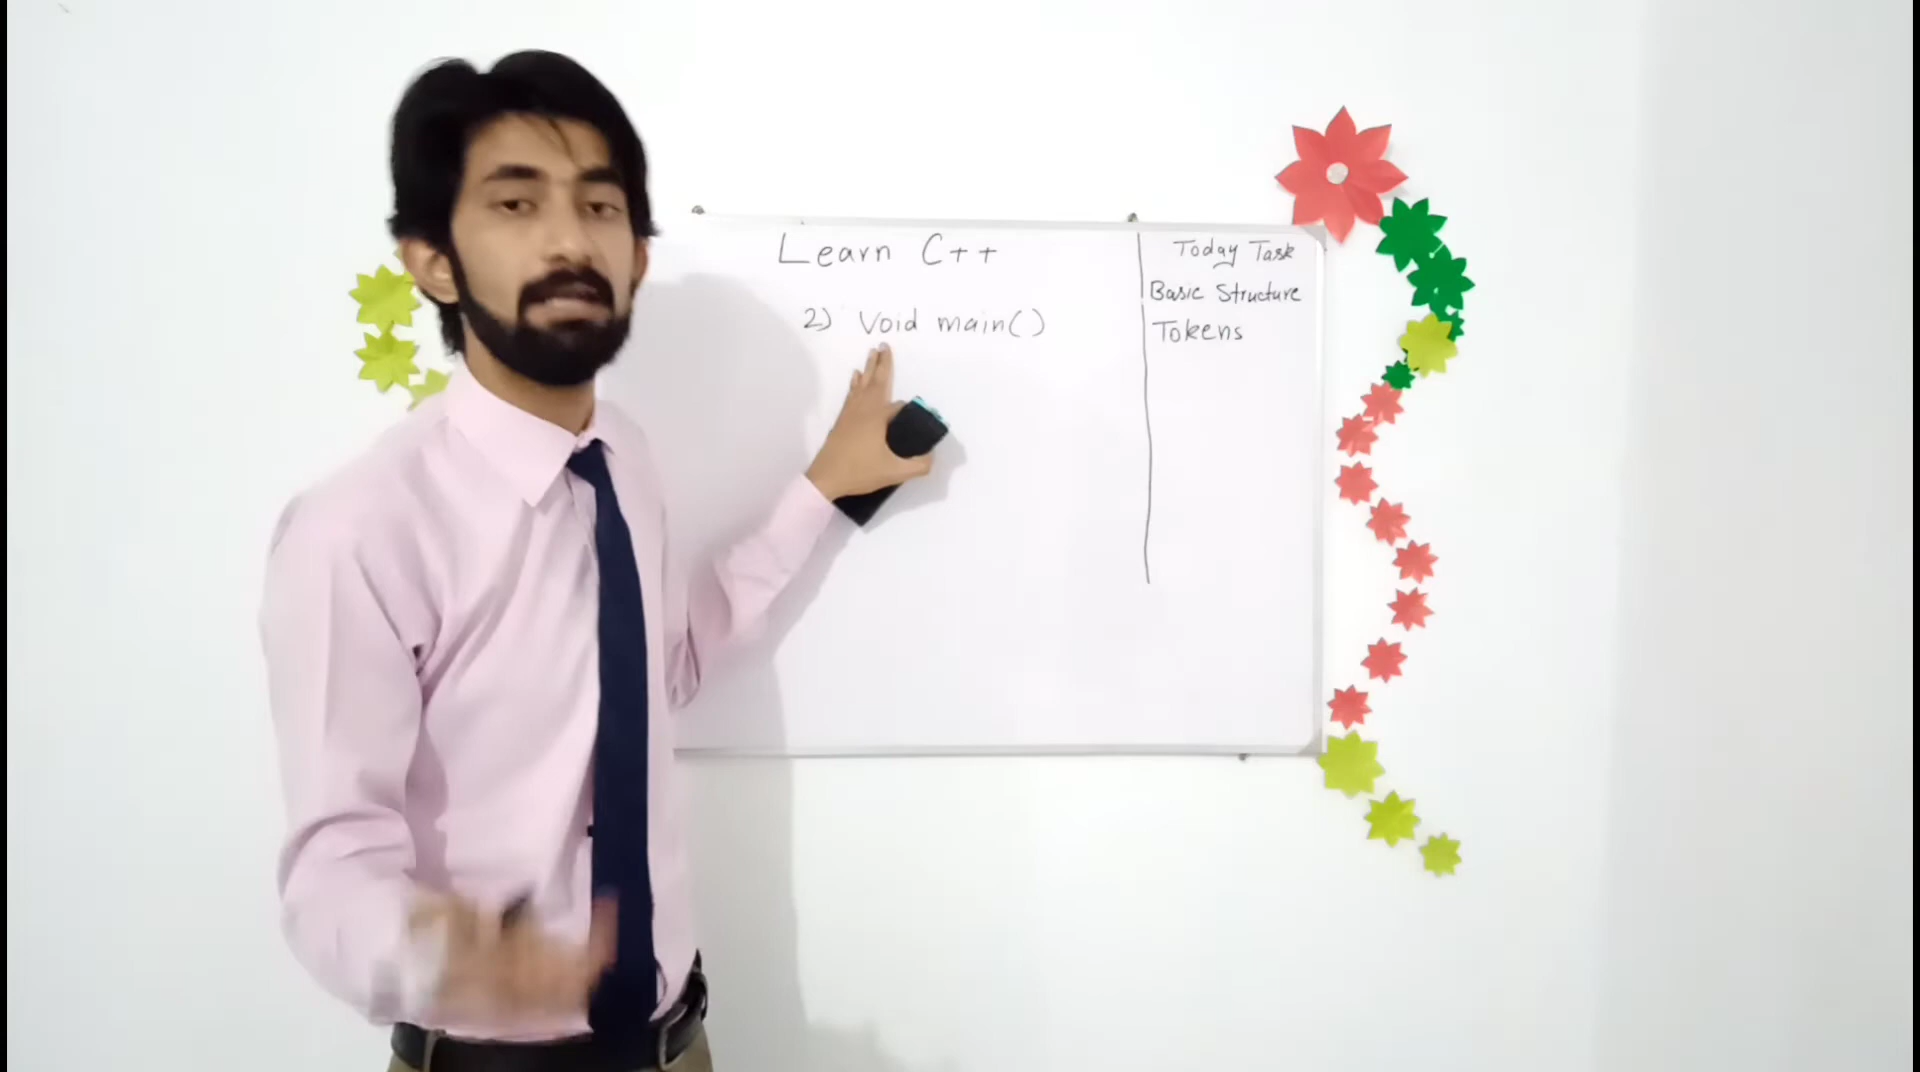 Learn C++
2) Void main()
Today Task
Basic Structure
Tokens